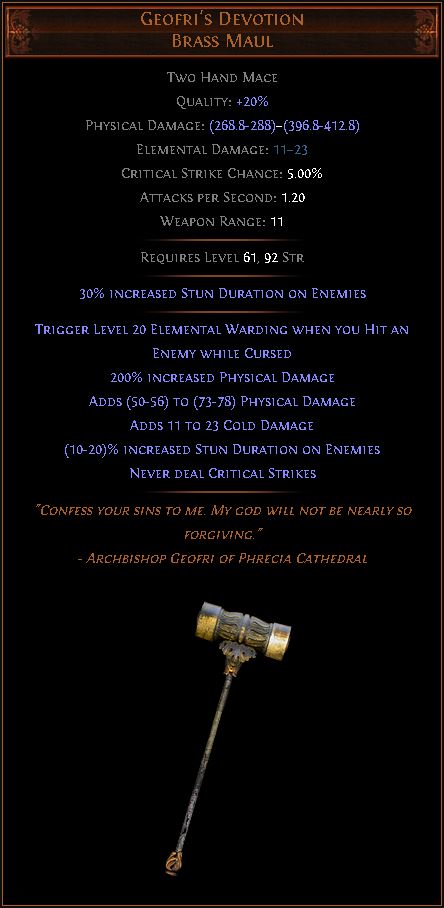 Geofri's Devotion
Brass Maul
Two Hand Mace
Quality: +20%
Physical Damage: (268.8-288)–(396.8-412.8)
Elemental Damage: 11–23
Critical Strike Chance: 5.00%
Attacks per Second: 1.20
Weapon Range: 11
Requires Level 61, 92 Str
30% increased Stun Duration on Enemies
Trigger Level 20 Elemental Warding when you Hit an
Enemy while Cursed
200% increased Physical Damage
Adds (50-56) to (73-78) Physical Damage
Adds 11 to 23 Cold Damage
(10-20)% increased Stun Duration on Enemies
Never deal Critical Strikes
"Confess your sins to me. My god will not be nearly so
forgiving."
- Archbishop Geofri of Phrecia Cathedral